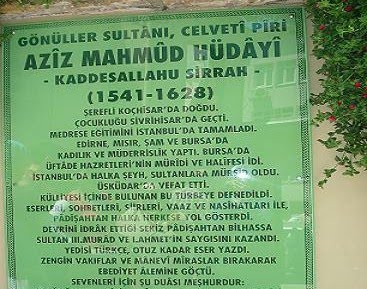 GÖNÜLLER SULTÂNI, CELVETÎ PÎRİ
AZÎZ MAHMÛD HÜDÂYÎ
- KADDESALLAHU SIRRAH -
(1541-1628)
ŞEREFLİ KOÇHİSAR'DA DOĞDU.
ÇOCUKLUĞU SİVRİHİSAR'DA GEÇTİ.
MEDRESE EĞİTİMİNİ İSTANBUL'DA TAMAMLADI.
EDİRNE, MISIR, ŞAM VE BURSA'DA
KADILIK VE MÜDERRİSLİK YAPTI. BURSA'DA
ÜFTÂDE HAZRETLERİ'NİN MÜRÎDİ VE HALİFESİ İDİ.
İSTANBUL'DA HALKA ŞEYH, SULTANLARA MÜRŞİD OLDU.
ÜSKÜDAR'DA VEFAT ETTİ.
KÜLLİYESİ İÇİNDE BULUNAN BU TÜRBEYE DEFNEDİLDİ.
ESERLERİ, SOHBETLERİ, ŞİİRLERİ, VAAZ VE NASİHATLARI İLE,
PÂDİŞAHTAN HALKA HERKESE YOL GÖSTERDİ.
DEVRİNİ İDRAK ETTİĞİ SEKİZ PÂDİŞAHTAN BİLHASSA
SULTAN III.MURÂD VE I.AHMET'İN SAYGISINI KAZANDI.
YEDİSİ TÜRKÇE, OTUZ KADAR ESER YAZDI.
ZENGİN VAKIFLAR VE MÂNEVÎ MİRASLAR BIRAKARAK
EBEDİYET ÂLEMİNE GÖÇTÜ.
SEVENLERİ İÇİN ŞU DUÂSI MEŞHURDUR: